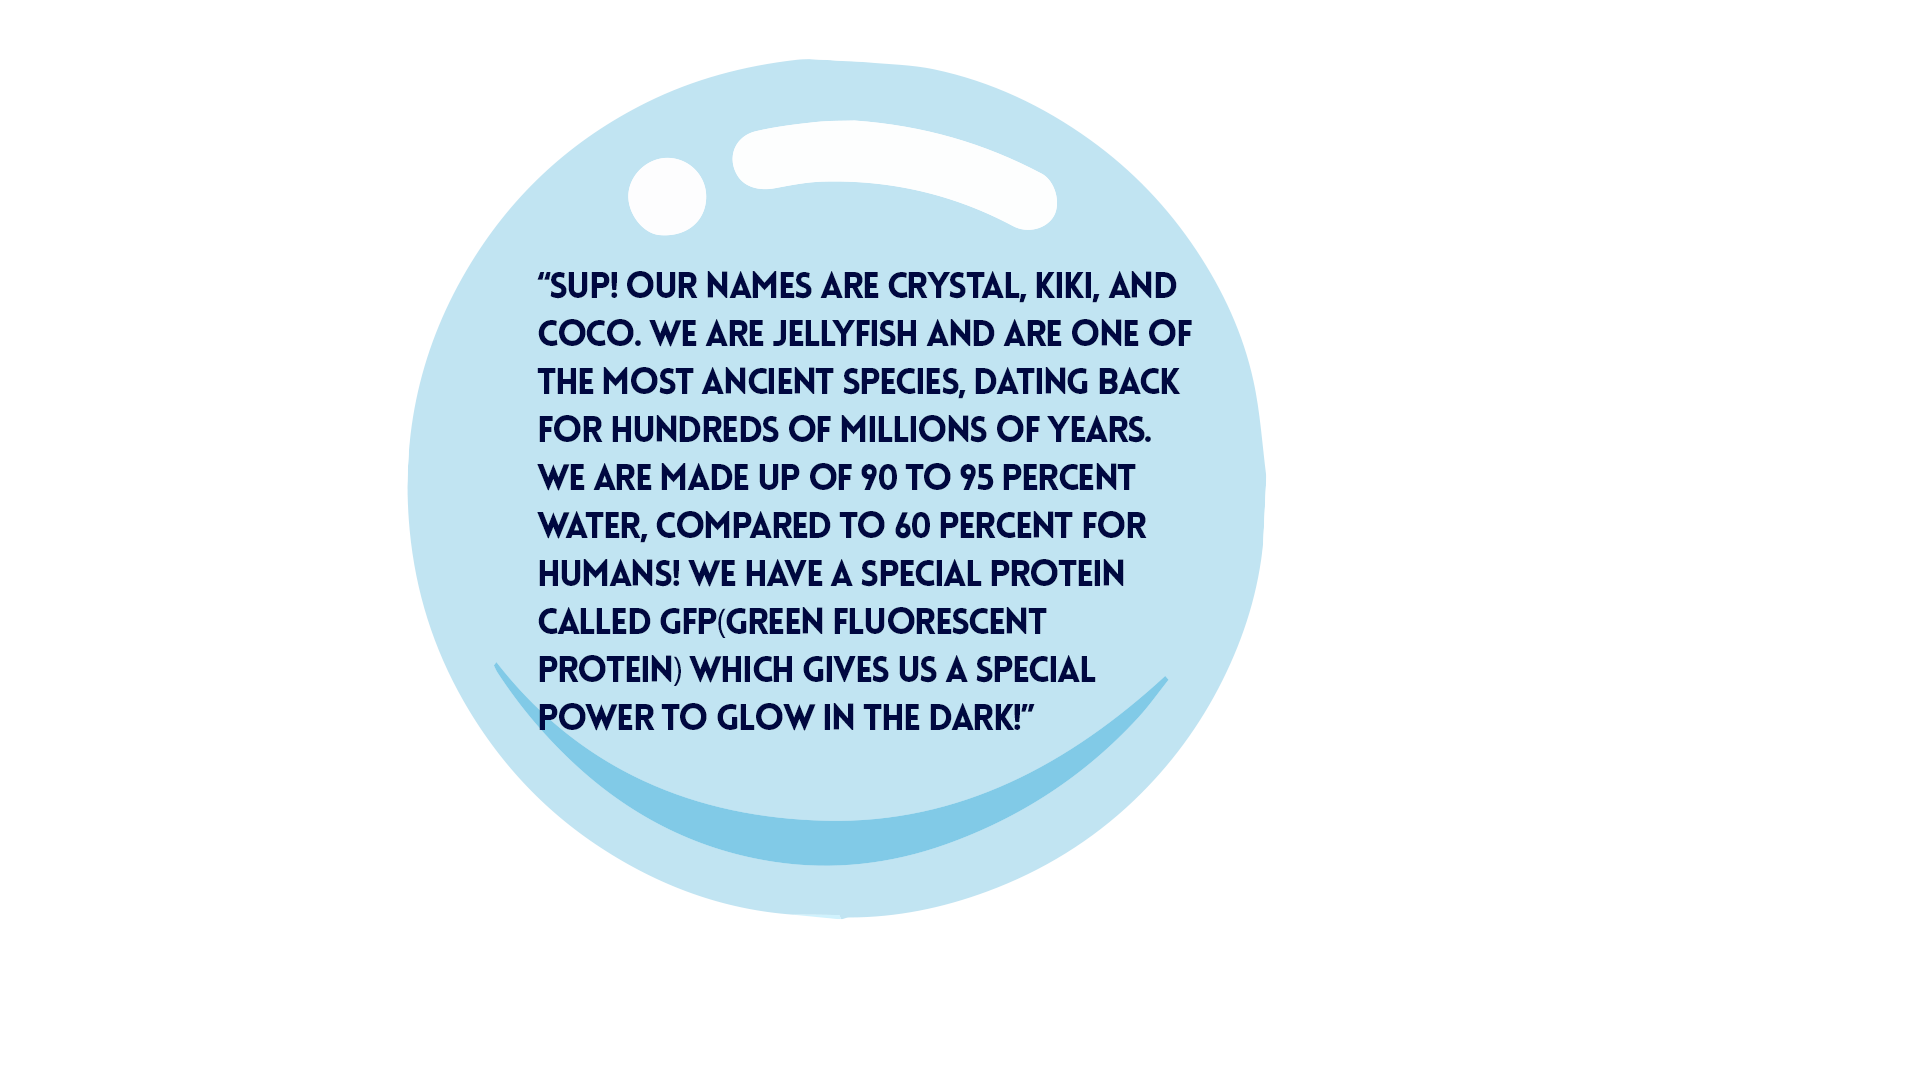 “SUP! OUR NAMES ARE CRYSTAL, KIKI, AND
COCO. WE ARE JELLYFISH AND ARE ONE OF
THE MOST ANCIENT SPECIES, DATING BACK
FOR HUNDREDS OF MILLIONS OF YEARS.
WE ARE MADE UP OF 90 TO 95 PERCENT
WATER, COMPARED TO 60 PERCENT FOR
HUMANS! WE HAVE A SPECIAL PROTEIN
CALLED GFP(GREEN FLUORESCENT
PROTEIN) WHICH GIVES US A SPECIAL
POWER TO GLOW IN THE DARK!”